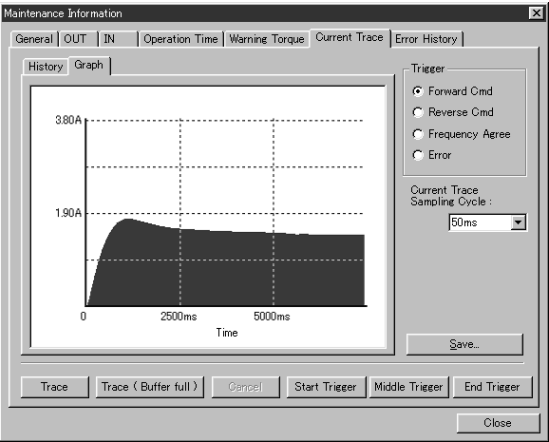 Maintenance Information
General OUT IN Operation Time Warning Torque Current Trace Error History
History Graph
3.80A
1.90A
0 2500ms 5000ms
Time
Trigger
Forward Cmd
Reverse Cmd
Frequency Agree
Error
Current Trace
Sampling Cycle :
50ms
Save...
Trace Trace ( Buffer full ) Cancel Start Trigger Middle Trigger End Trigger
Close